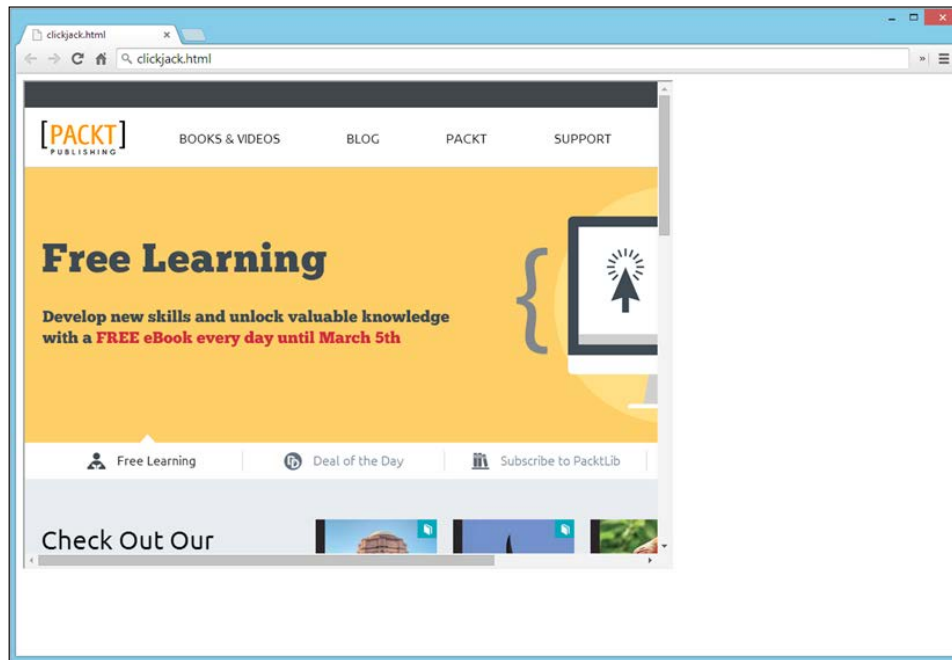 clickjack.html
clickjack.html
[PACKT]
PUBLISHING
BOOKS & VIDEOS
BLOG
PACKT
SUPPORT
Free Learning
Develop new skills and unlock valuable knowledge
with a FREE eBook every day until March 5th
Free Learning
Deal of the Day
Subscribe to PacktLib
Check Out Our